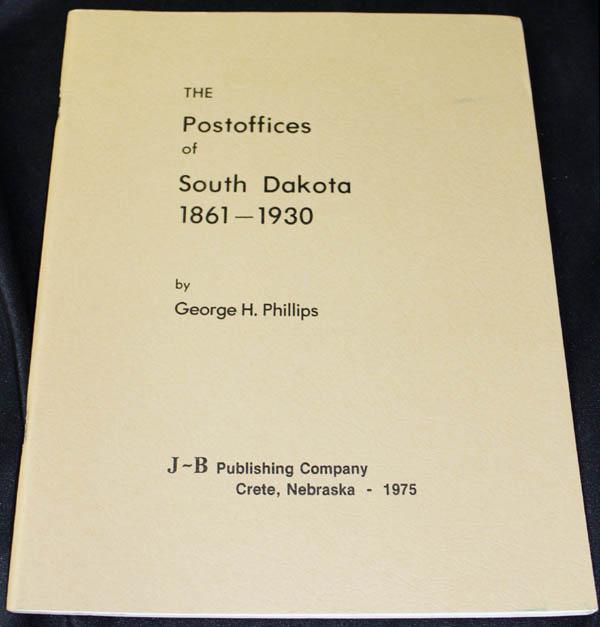 THE
Postoffices
of
South Dakota
1861—1930
by
George H. Phillips
J~B Publishing Company
Crete, Nebraska - 1975